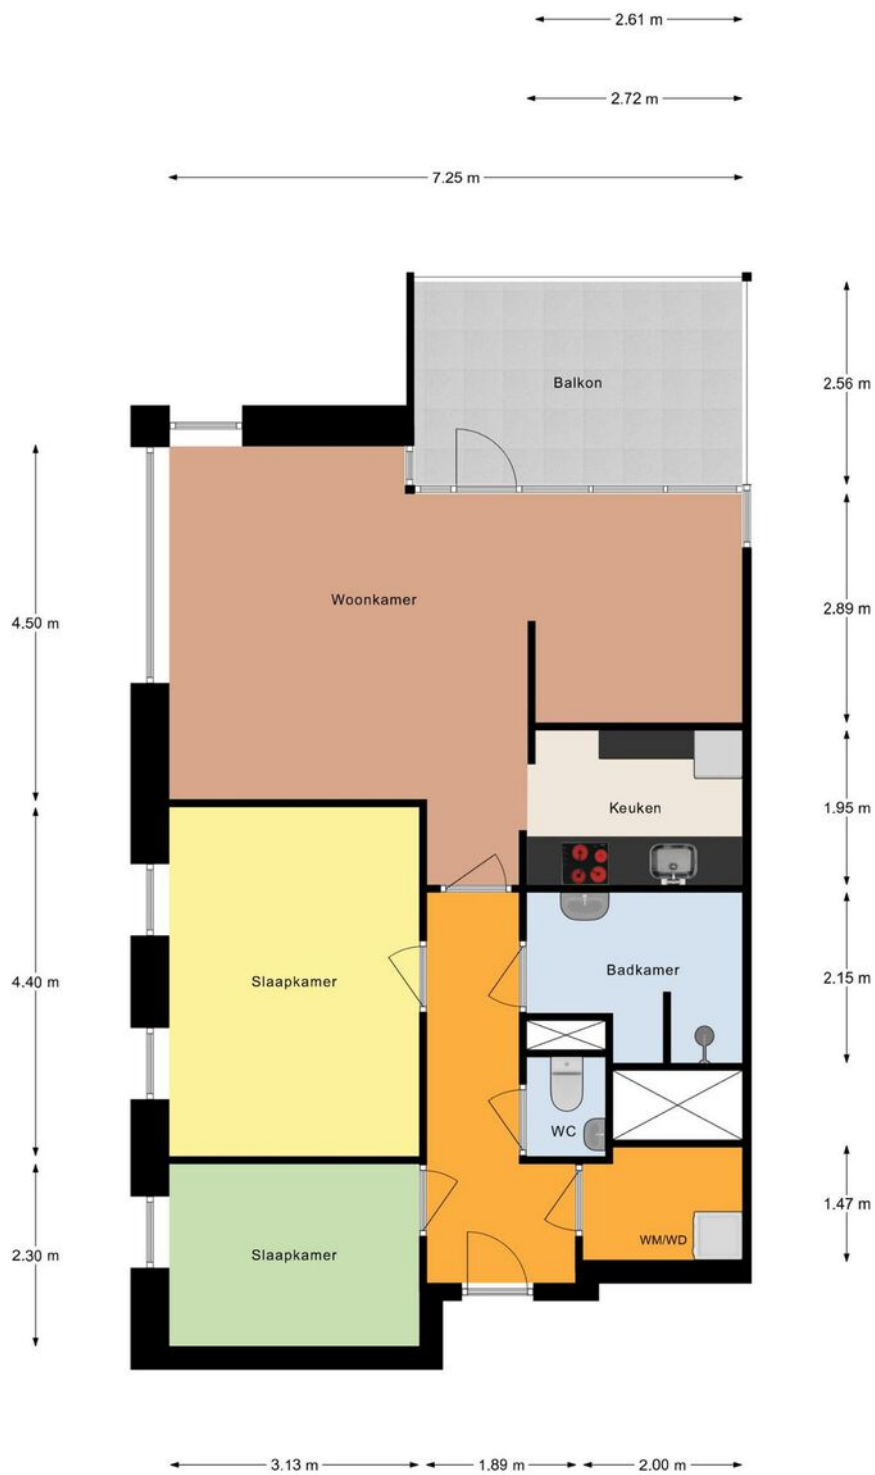 2.61 m
2.72 m
7.25 m
Balkon
2.56 m
Woonkamer
4.50 m
2.89 m
Keuken
1.95 m
Slaapkamer
4.40 m
Badkamer
2.15 m
WC
1.47 m
WM/WD
Slaapkamer
2.30 m
3.13 m
1.89 m
2.00 m